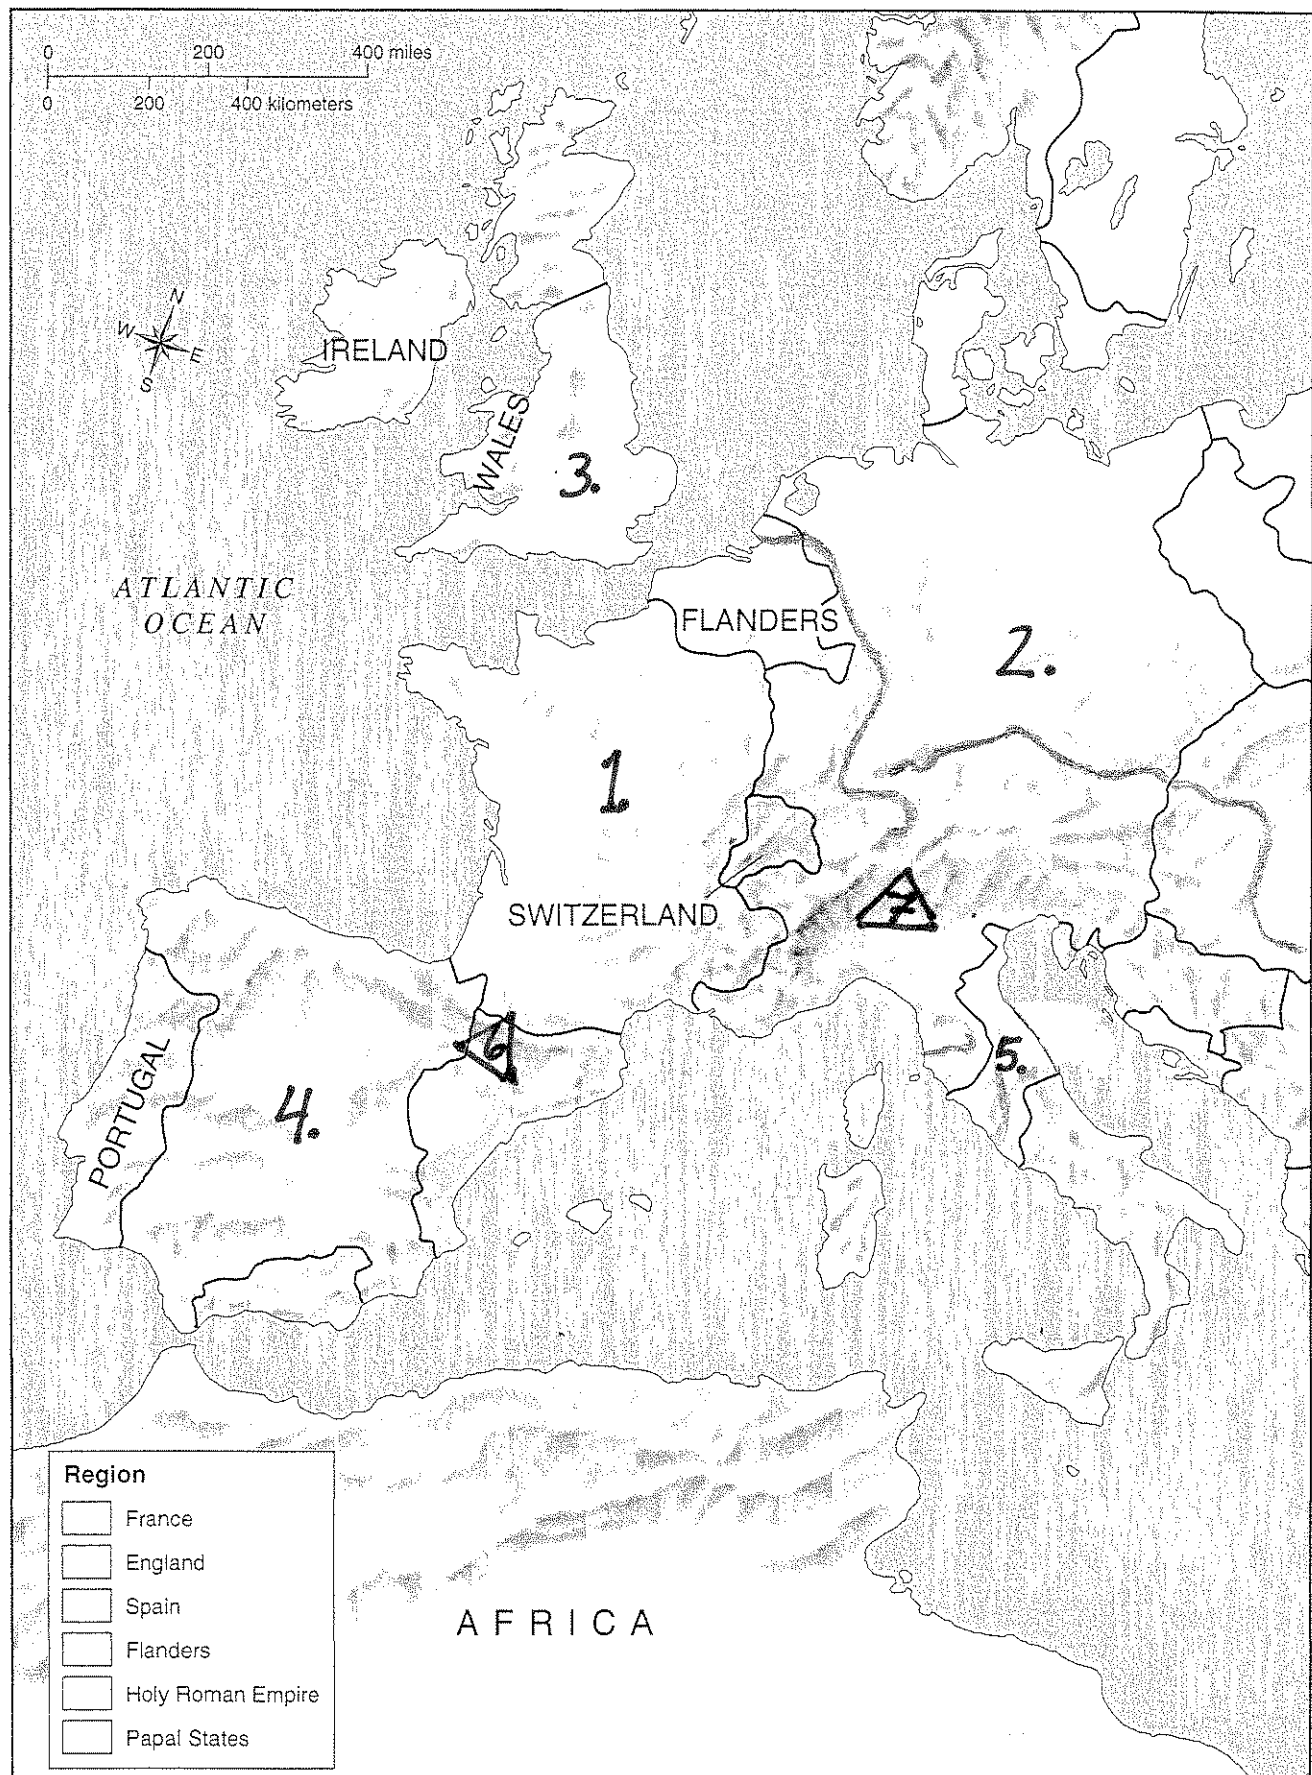 0 200 400 miles
0 200 400 kilometers
N
W
E
S
IRELAND
WALES
3.
ATLANTIC
OCEAN
FLANDERS
2.
1.
SWITZERLAND
7
PORTUGAL
6
5.
4.
Region
France
England
Spain
Flanders
Holy Roman Empire
Papal States
AFRICA